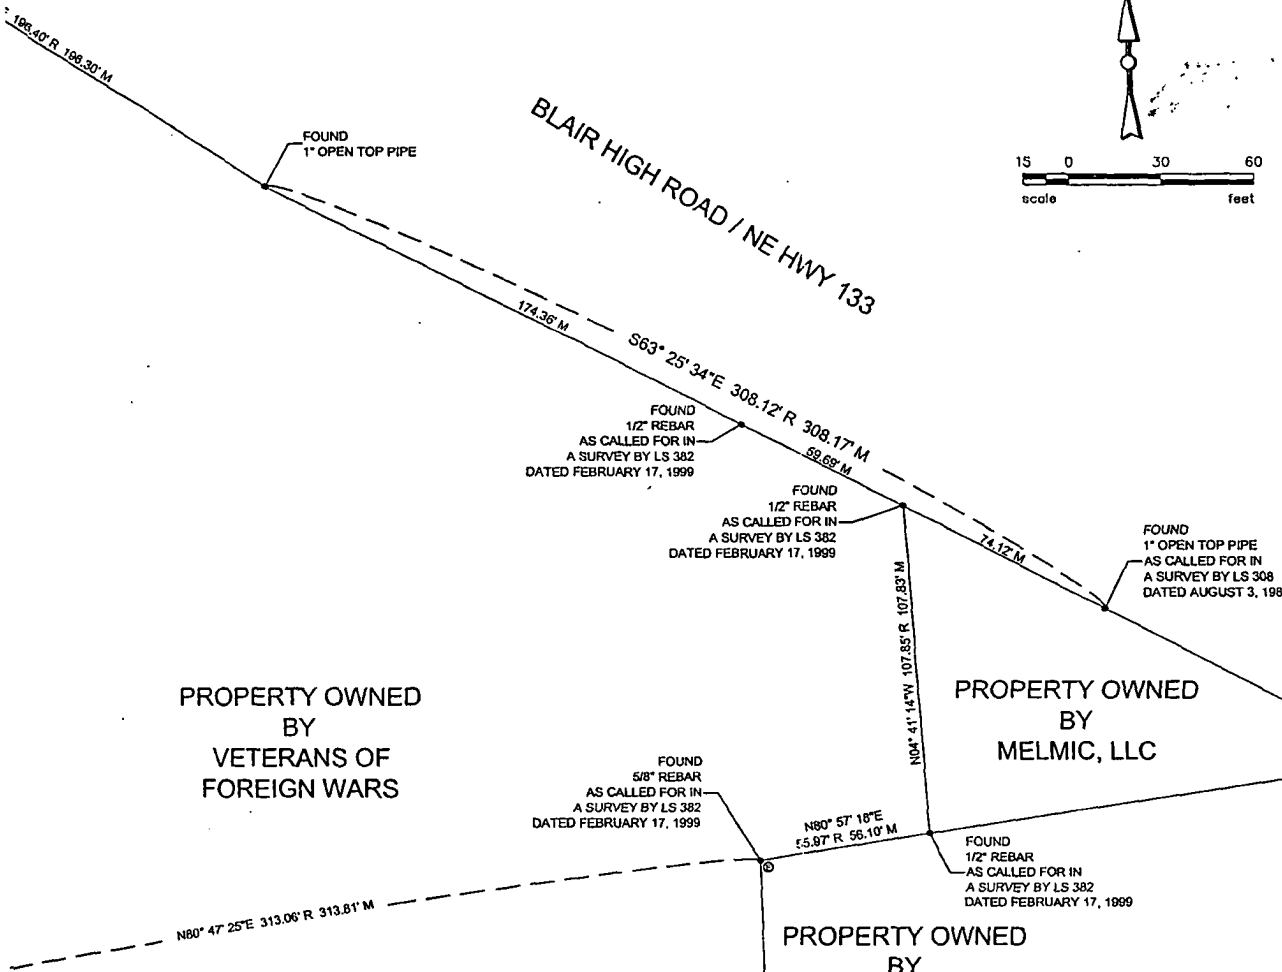 196.40' R 196.30' M
FOUND
1" OPEN TOP PIPE
BLAIR HIGH ROAD / NE HWY 133
15 0 30 60
scale feet
174.36' M
S63° 25' 34"E 308.12' R 308.17' M
FOUND
1/2" REBAR
AS CALLED FOR IN
A SURVEY BY LS 382
DATED FEBRUARY 17, 1999
59.69' M
FOUND
1/2" REBAR
AS CALLED FOR IN
A SURVEY BY LS 382
DATED FEBRUARY 17, 1999
74.12' M
FOUND
1" OPEN TOP PIPE
AS CALLED FOR IN
A SURVEY BY LS 308
DATED AUGUST 3, 198
N04° 41' 14"W 107.85' R 107.83' M
PROPERTY OWNED
BY
VETERANS OF
FOREIGN WARS
PROPERTY OWNED
BY
MELMIC, LLC
FOUND
5/8" REBAR
AS CALLED FOR IN
A SURVEY BY LS 382
DATED FEBRUARY 17, 1999
N80° 57' 18"E
55.97' R 56.10' M
FOUND
1/2" REBAR
AS CALLED FOR IN
A SURVEY BY LS 382
DATED FEBRUARY 17, 1999
N80° 47' 25"E 313.06' R 313.81' M
PROPERTY OWNED
BY